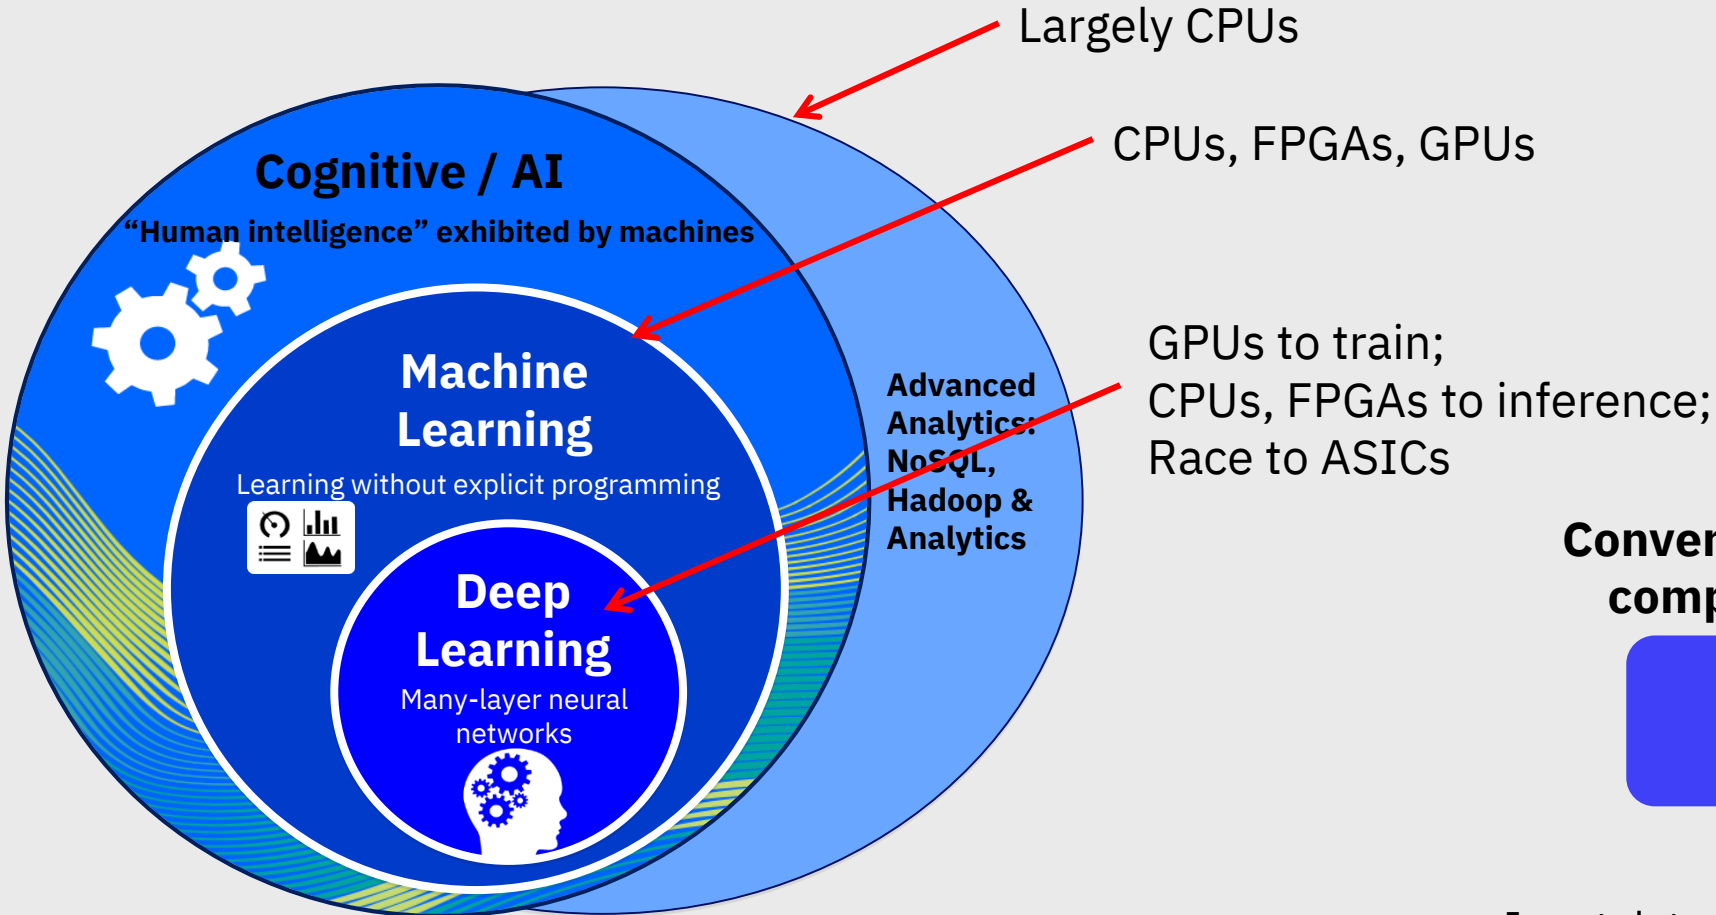 Largely CPUs
CPUs, FPGAs, GPUs
Cognitive / AI
“Human intelligence” exhibited by machines
GPUs to train;
CPUs, FPGAs to inference;
Race to ASICs
Machine
Learning
Learning without explicit programming
Advanced
Analytics:
NoSQL,
Hadoop &
Analytics
Deep
Learning
Many-layer neural
networks